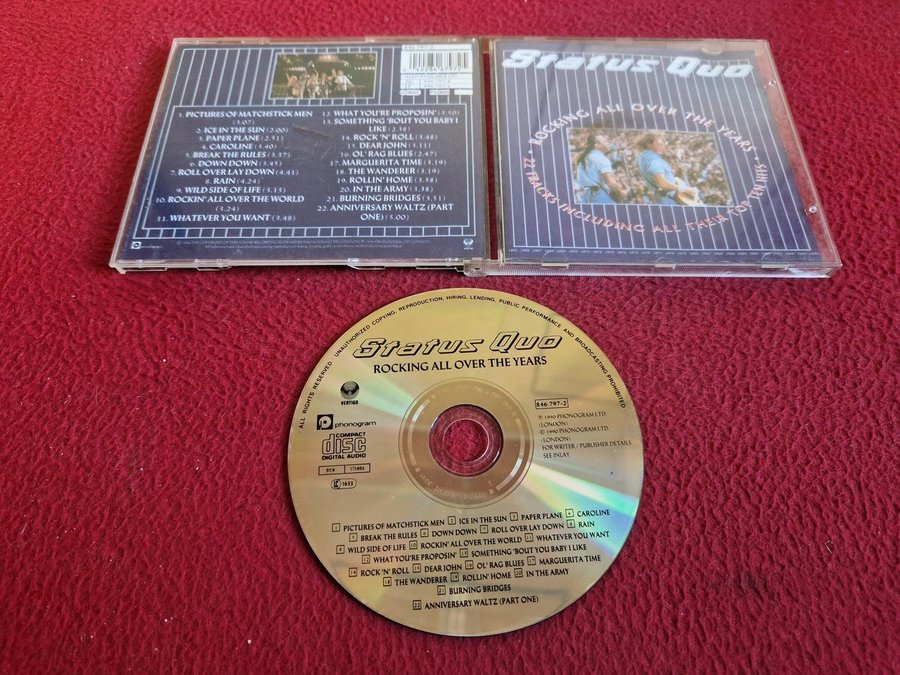 846 797-2
1. PICTURES OF MATCHSTICK MEN
(3.07)
2. ICE IN THE SUN (2.00)
3. PAPER PLANE (2.51)
4. CAROLINE (3.40)
5. BREAK THE RULES (3.37)
6. DOWN DOWN (3.45)
7. ROLL OVER LAY DOWN (4.41)
8. RAIN (4.24)
9. WILD SIDE OF LIFE (3.13)
10. ROCKIN' ALL OVER THE WORLD
(3.24)
11. WHATEVER YOU WANT (3.48)
12. WHAT YOU'RE PROPOSIN' (3.50)
13. SOMETHING 'BOUT YOU BABY I
LIKE (2.38)
14. ROCK 'N' ROLL (3.48)
15. DEAR JOHN (3.11)
16. OL' RAG BLUES (2.47)
17. MARGUERITA TIME (3.19)
18. THE WANDERER (3.19)
19. ROLLIN' HOME (3.58)
20. IN THE ARMY (3.38)
21. BURNING BRIDGES (3.51)
22. ANNIVERSARY WALTZ (PART
ONE) (5.00)
phonogram
Status Quo
• ROCKING ALL OVER THE YEARS •
22 TRACKS INCLUDING ALL THEIR TOP TEN HITS
ALL RIGHTS RESERVED. UNAUTHORIZED COPYING, REPRODUCTION, HIRING, LENDING, PUBLIC PERFORMANCE AND BROADCASTING PROHIBITED
Status Quo
ROCKING ALL OVER THE YEARS
VERTIGO
846 797-2
phonogram
COMPACT
disc
DIGITAL AUDIO
BIEM STEMRA
LC 1633
℗ 1990 PHONOGRAM LTD
(LONDON)
© 1990 PHONOGRAM LTD.
(LONDON)
FOR WRITER / PUBLISHER DETAILS
SEE INLAY
1 PICTURES OF MATCHSTICK MEN 2 ICE IN THE SUN 3 PAPER PLANE 4 CAROLINE
5 BREAK THE RULES 6 DOWN DOWN 7 ROLL OVER LAY DOWN 8 RAIN
9 WILD SIDE OF LIFE 10 ROCKIN' ALL OVER THE WORLD 11 WHATEVER YOU WANT
12 WHAT YOU'RE PROPOSIN' 13 SOMETHING 'BOUT YOU BABY I LIKE
14 ROCK 'N' ROLL 15 DEAR JOHN 16 OL' RAG BLUES 17 MARGUERITA TIME
18 THE WANDERER 19 ROLLIN' HOME 20 IN THE ARMY
21 BURNING BRIDGES
22 ANNIVERSARY WALTZ (PART ONE)